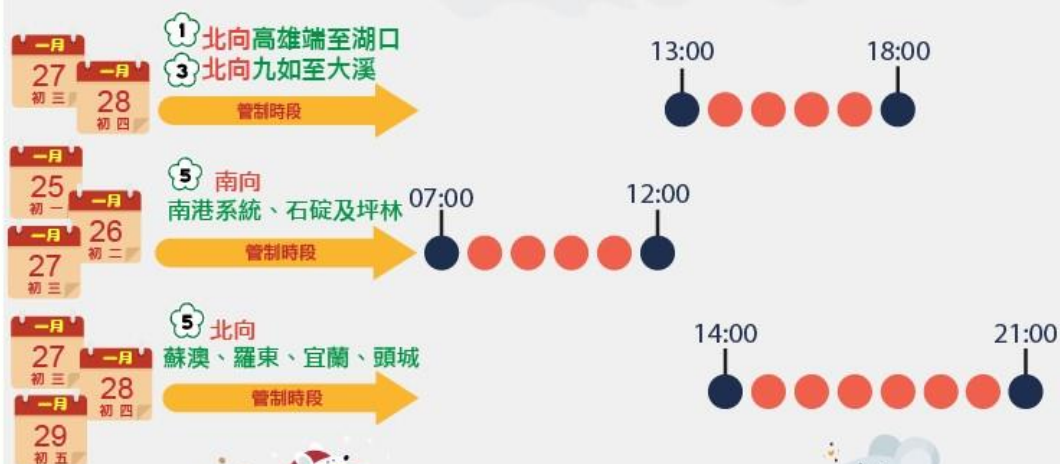 一月
27
初三
一月
28
初四
1 北向高雄端至湖口
3 北向九如至大溪
管制時段
13:00
18:00
一月
25
初一
一月
26
初二
一月
27
初三
5 南向
南港系統、石碇及坪林
管制時段
07:00
12:00
一月
27
初三
一月
28
初四
一月
29
初五
5 北向
蘇澳、羅東、宜蘭、頭城
管制時段
14:00
21:00